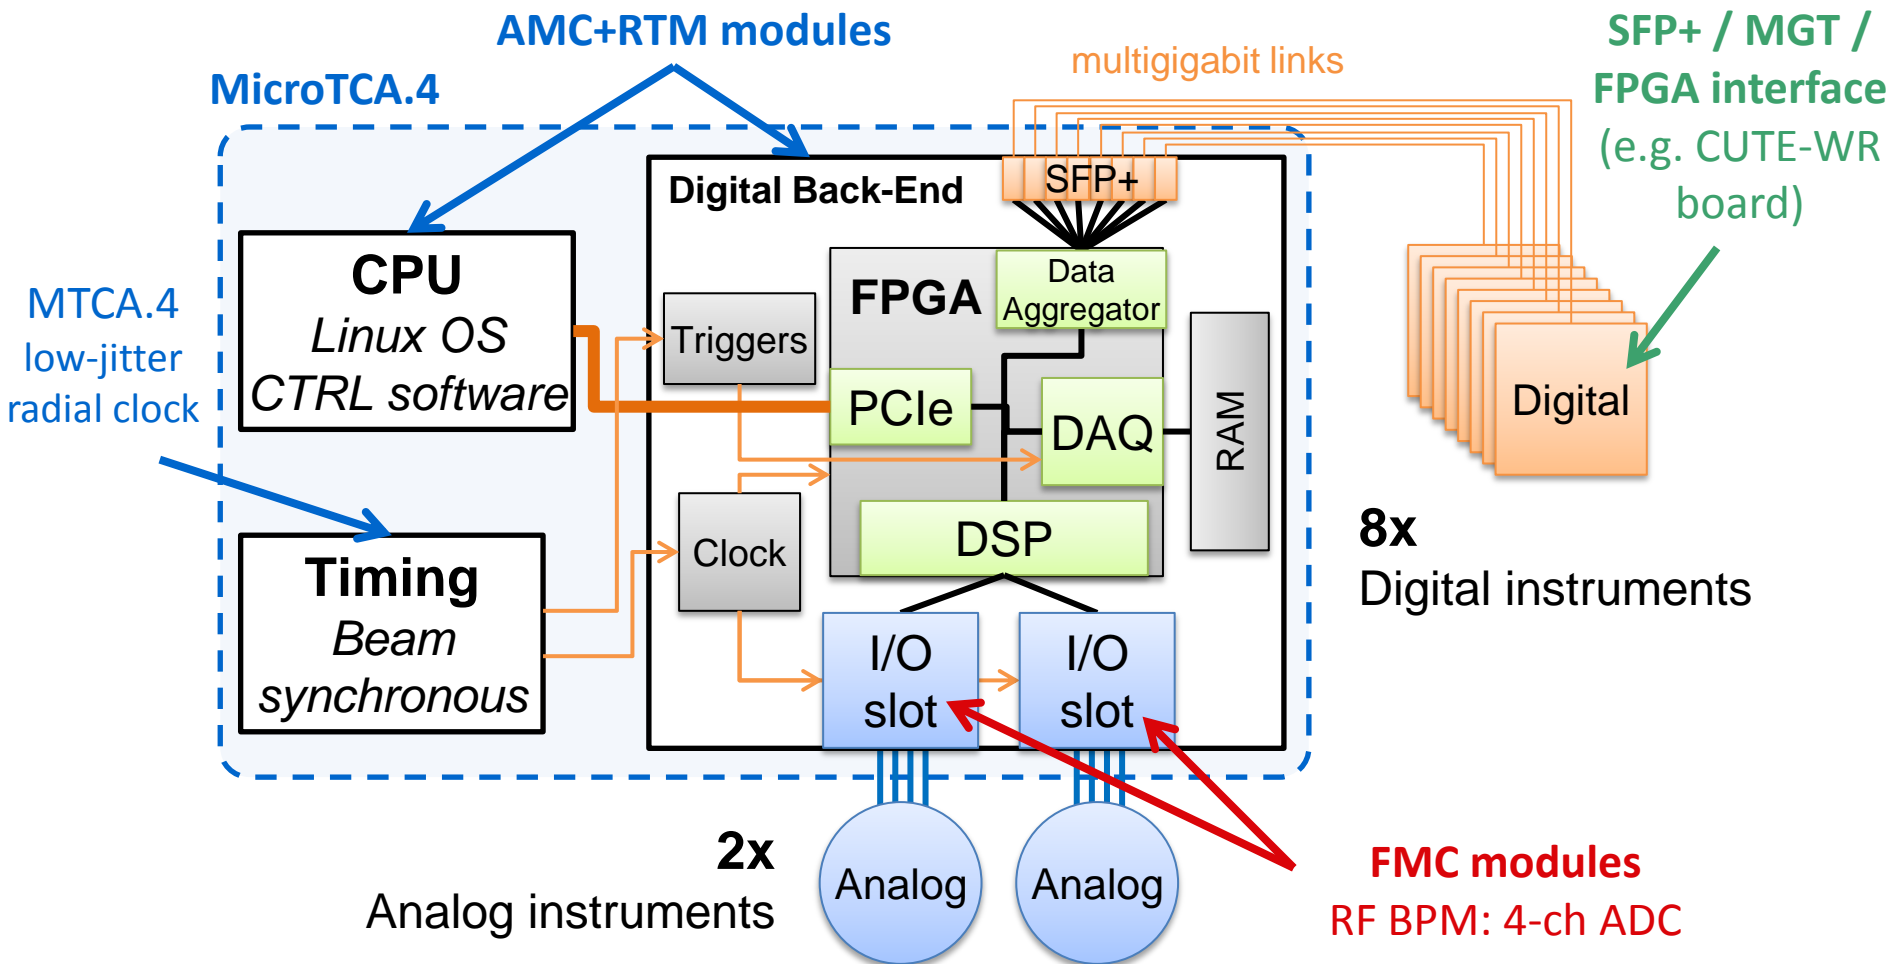 AMC+RTM modules
multigigabit links
SFP+ / MGT /
FPGA interface
(e.g. CUTE-WR
board)
MicroTCA.4
Digital Back-End
SFP+
CPU
Linux OS
CTRL software
MTCA.4
low-jitter
radial clock
Triggers
FPGA
Data
Aggregator
PCIe
DAQ
RAM
Digital
Clock
DSP
Timing
Beam
synchronous
I/O
slot
I/O
slot
8x
Digital instruments
2x
Analog instruments
Analog
Analog
FMC modules
RF BPM: 4-ch ADC